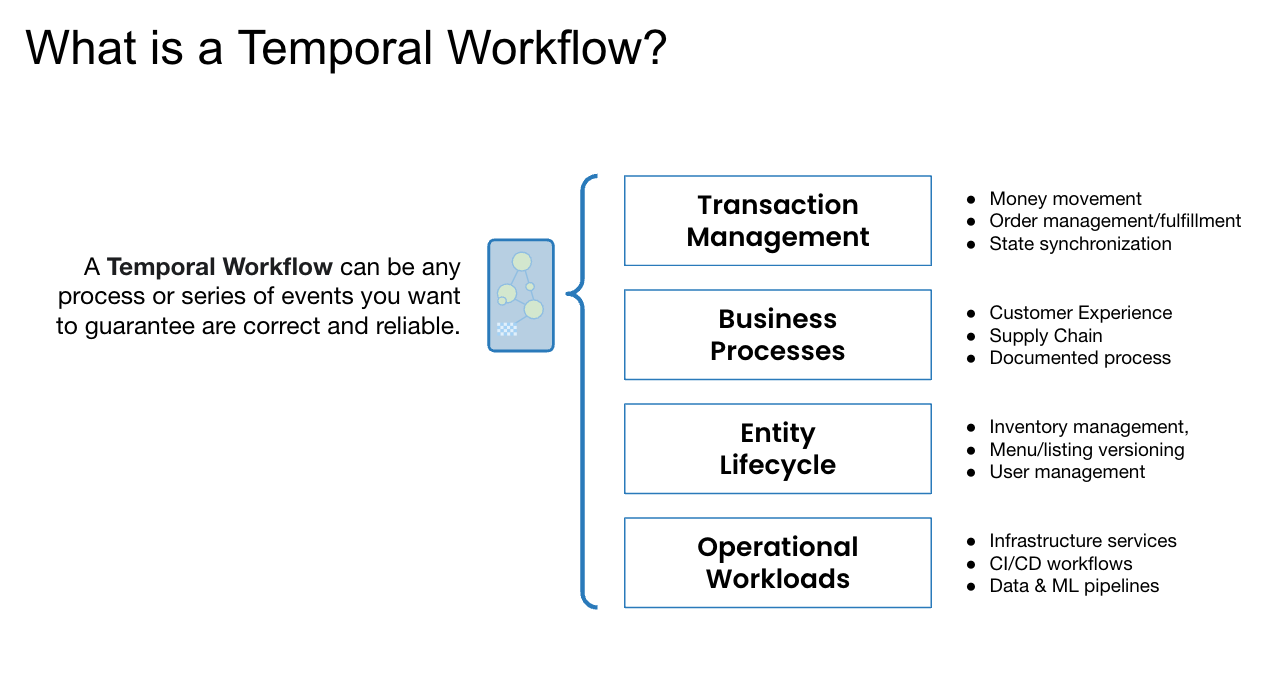 What is a Temporal Workflow?
A Temporal Workflow can be any
process or series of events you want
to guarantee are correct and reliable.
Transaction
Management
● Money movement
● Order management/fulfillment
● State synchronization
Business
Processes
● Customer Experience
● Supply Chain
● Documented process
Entity
Lifecycle
● Inventory management,
● Menu/listing versioning
● User management
Operational
Workloads
● Infrastructure services
● CI/CD workflows
● Data & ML pipelines